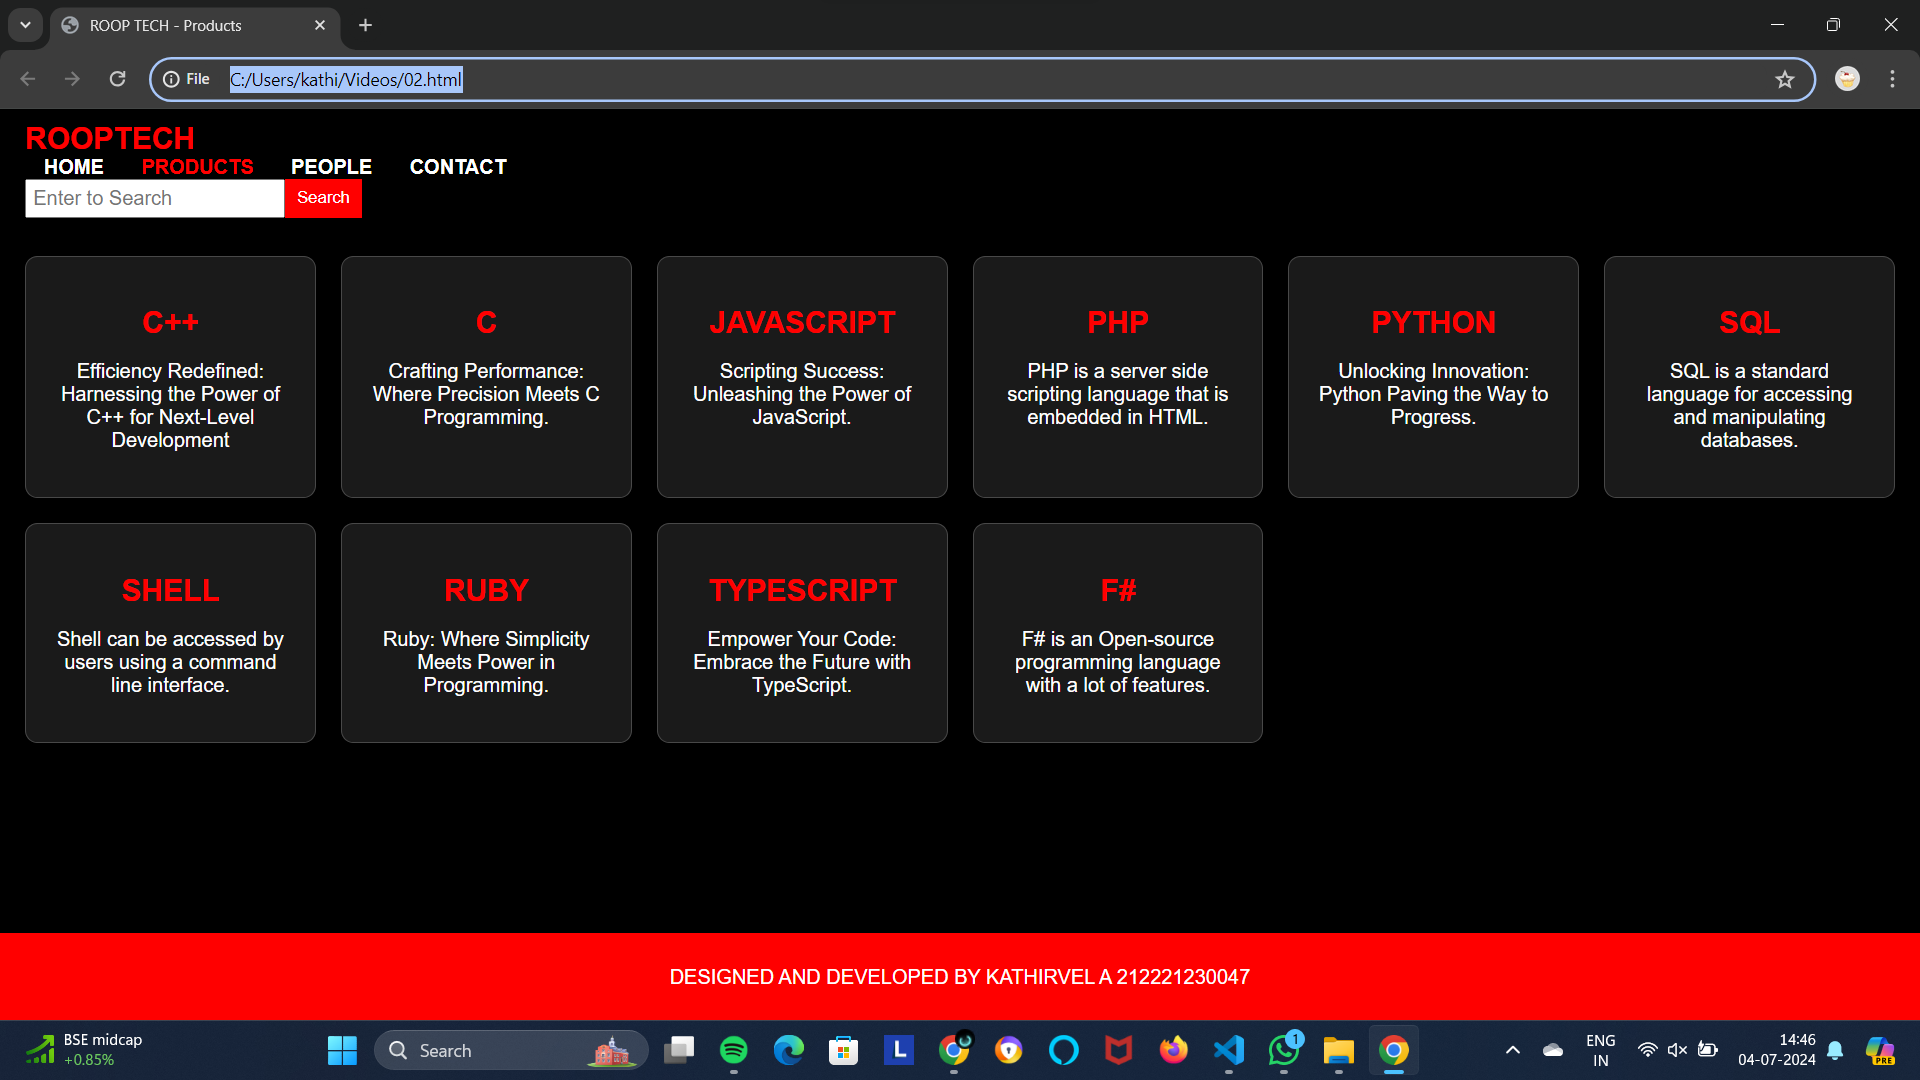 ROOP TECH - Products
File
C:/Users/kathi/Videos/02.html
ROOPTECH
HOME PRODUCTS PEOPLE CONTACT
Enter to Search Search
C++
Efficiency Redefined:
Harnessing the Power of
C++ for Next-Level
Development
C
Crafting Performance:
Where Precision Meets C
Programming.
JAVASCRIPT
Scripting Success:
Unleashing the Power of
JavaScript.
PHP
PHP is a server side
scripting language that is
embedded in HTML.
PYTHON
Unlocking Innovation:
Python Paving the Way to
Progress.
SQL
SQL is a standard
language for accessing
and manipulating
databases.
SHELL
Shell can be accessed by
users using a command
line interface.
RUBY
Ruby: Where Simplicity
Meets Power in
Programming.
TYPESCRIPT
Empower Your Code:
Embrace the Future with
TypeScript.
F#
F# is an Open-source
programming language
with a lot of features.
DESIGNED AND DEVELOPED BY KATHIRVEL A 212221230047
BSE midcap
+0.85%
Search
L
1
ENG
IN
14:46
04-07-2024
PRE